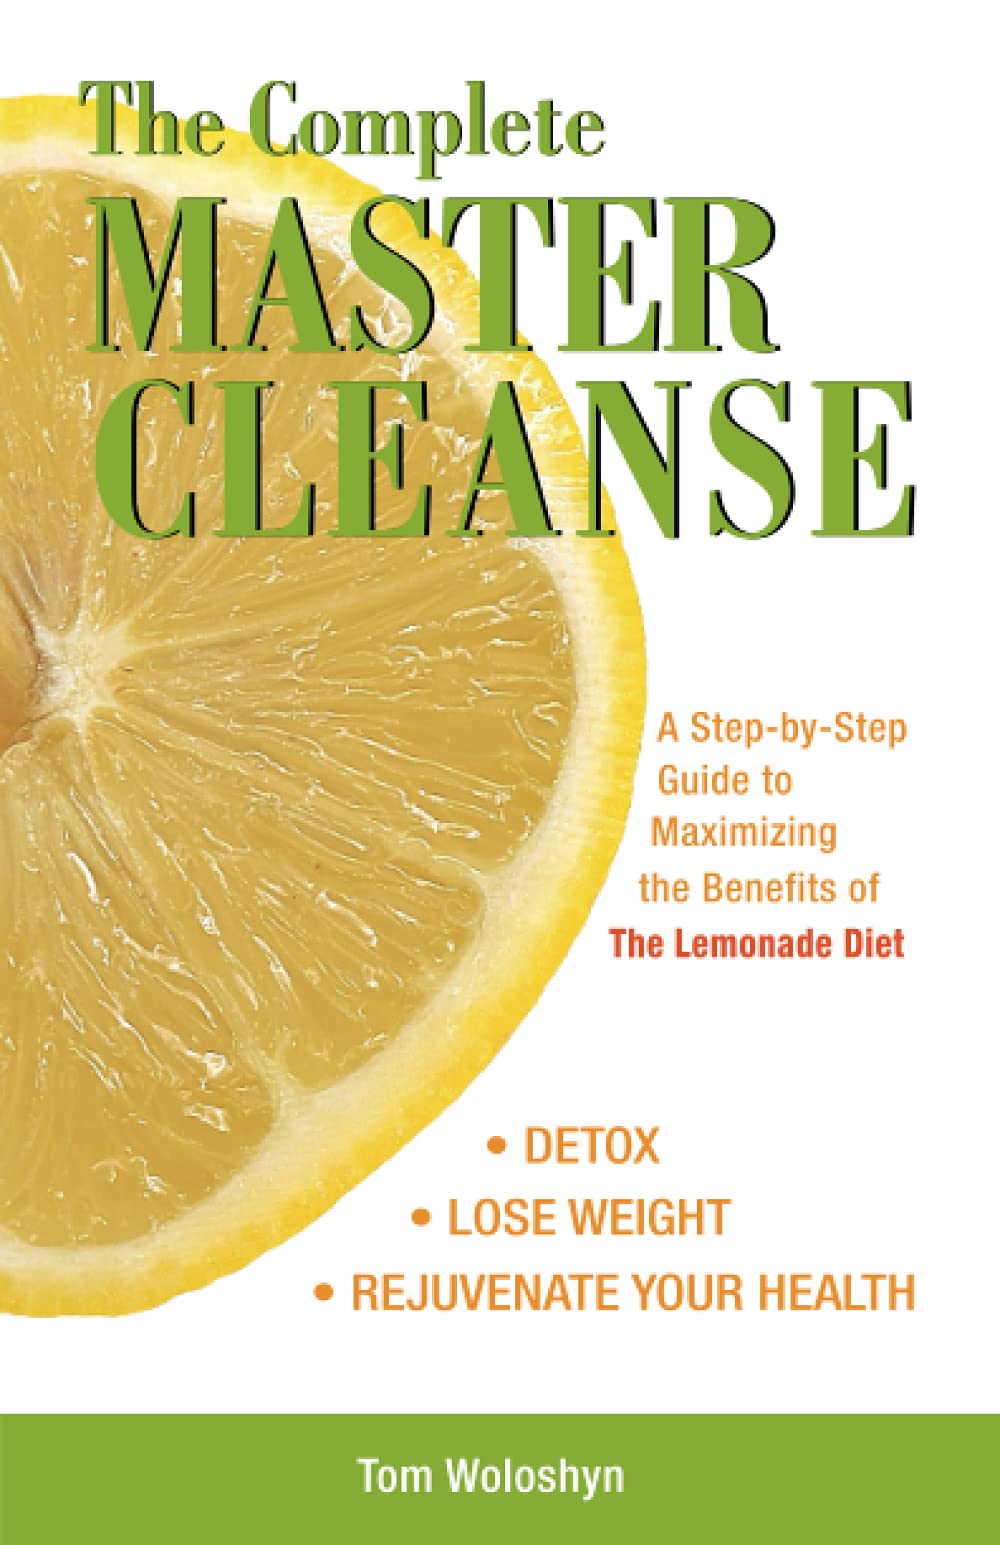 The Complete
MASTER
CLEANSE
A Step-by-Step
Guide to
Maximizing
the Benefits of
The Lemonade Diet
• DETOX
• LOSE WEIGHT
• REJUVENATE YOUR HEALTH
Tom Woloshyn